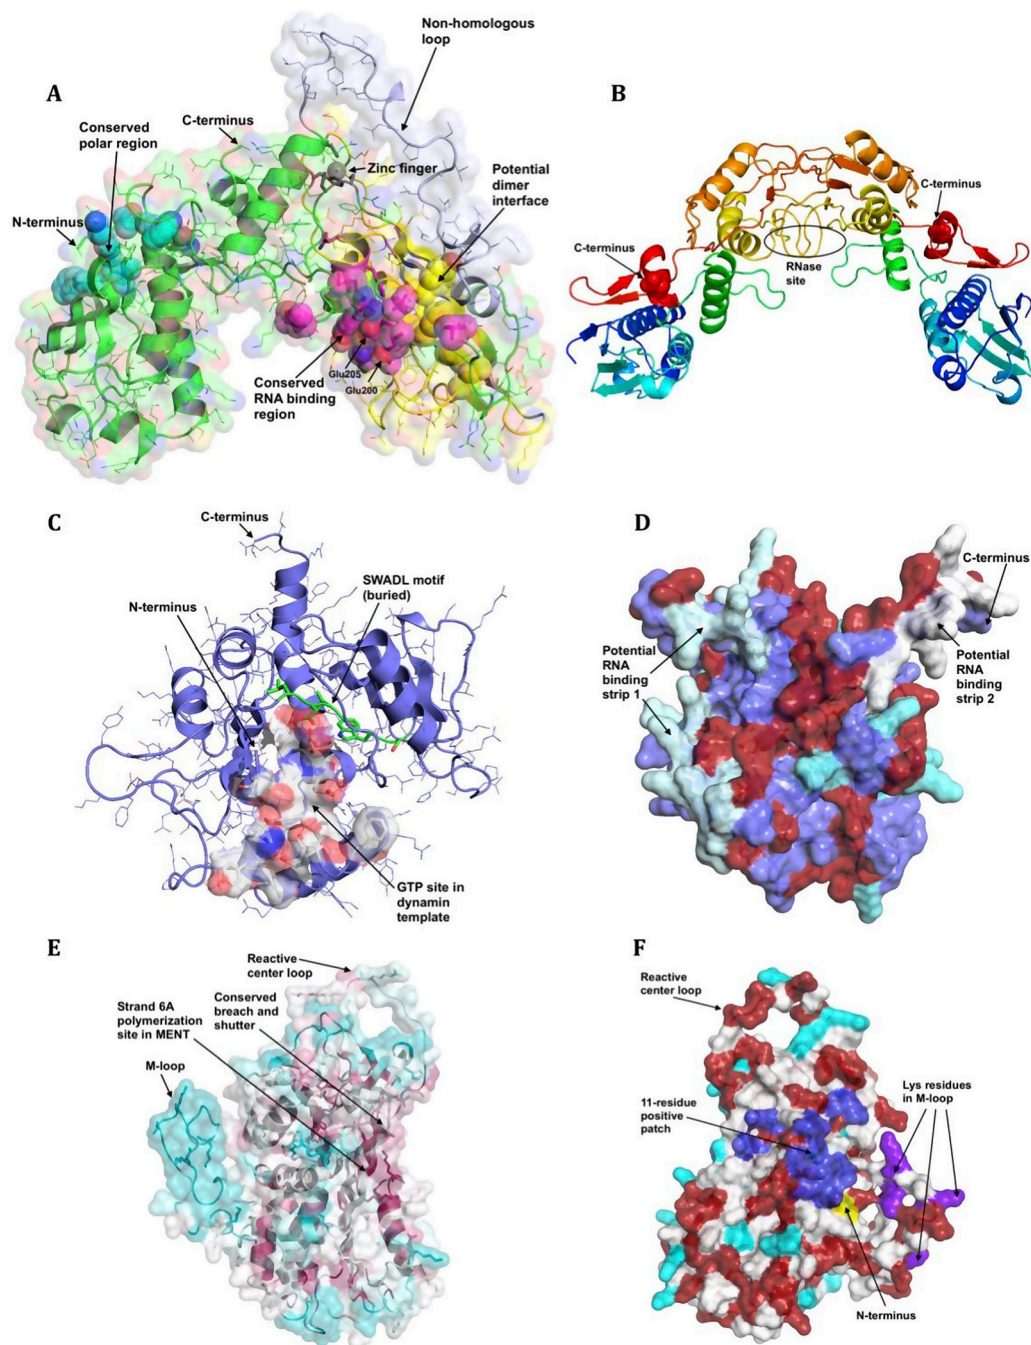 A
Non-homologous
loop
C-terminus
Conserved
polar region
N-terminus
Zinc finger
Potential
dimer
interface
Glu205
Glu200
Conserved
RNA binding
region
B
C-terminus
C-terminus
RNase
site
C
C-terminus
SWADL motif
(buried)
N-terminus
GTP site in
dynamin
template
D
C-terminus
Potential
RNA
binding
strip 1
Potential
RNA
binding
strip 2
E
Reactive
center loop
Strand 6A
polymerization
site in MENT
Conserved
breach and
shutter
M-loop
F
Reactive
center loop
Lys residues
in M-loop
11-residue
positive
patch
N-terminus